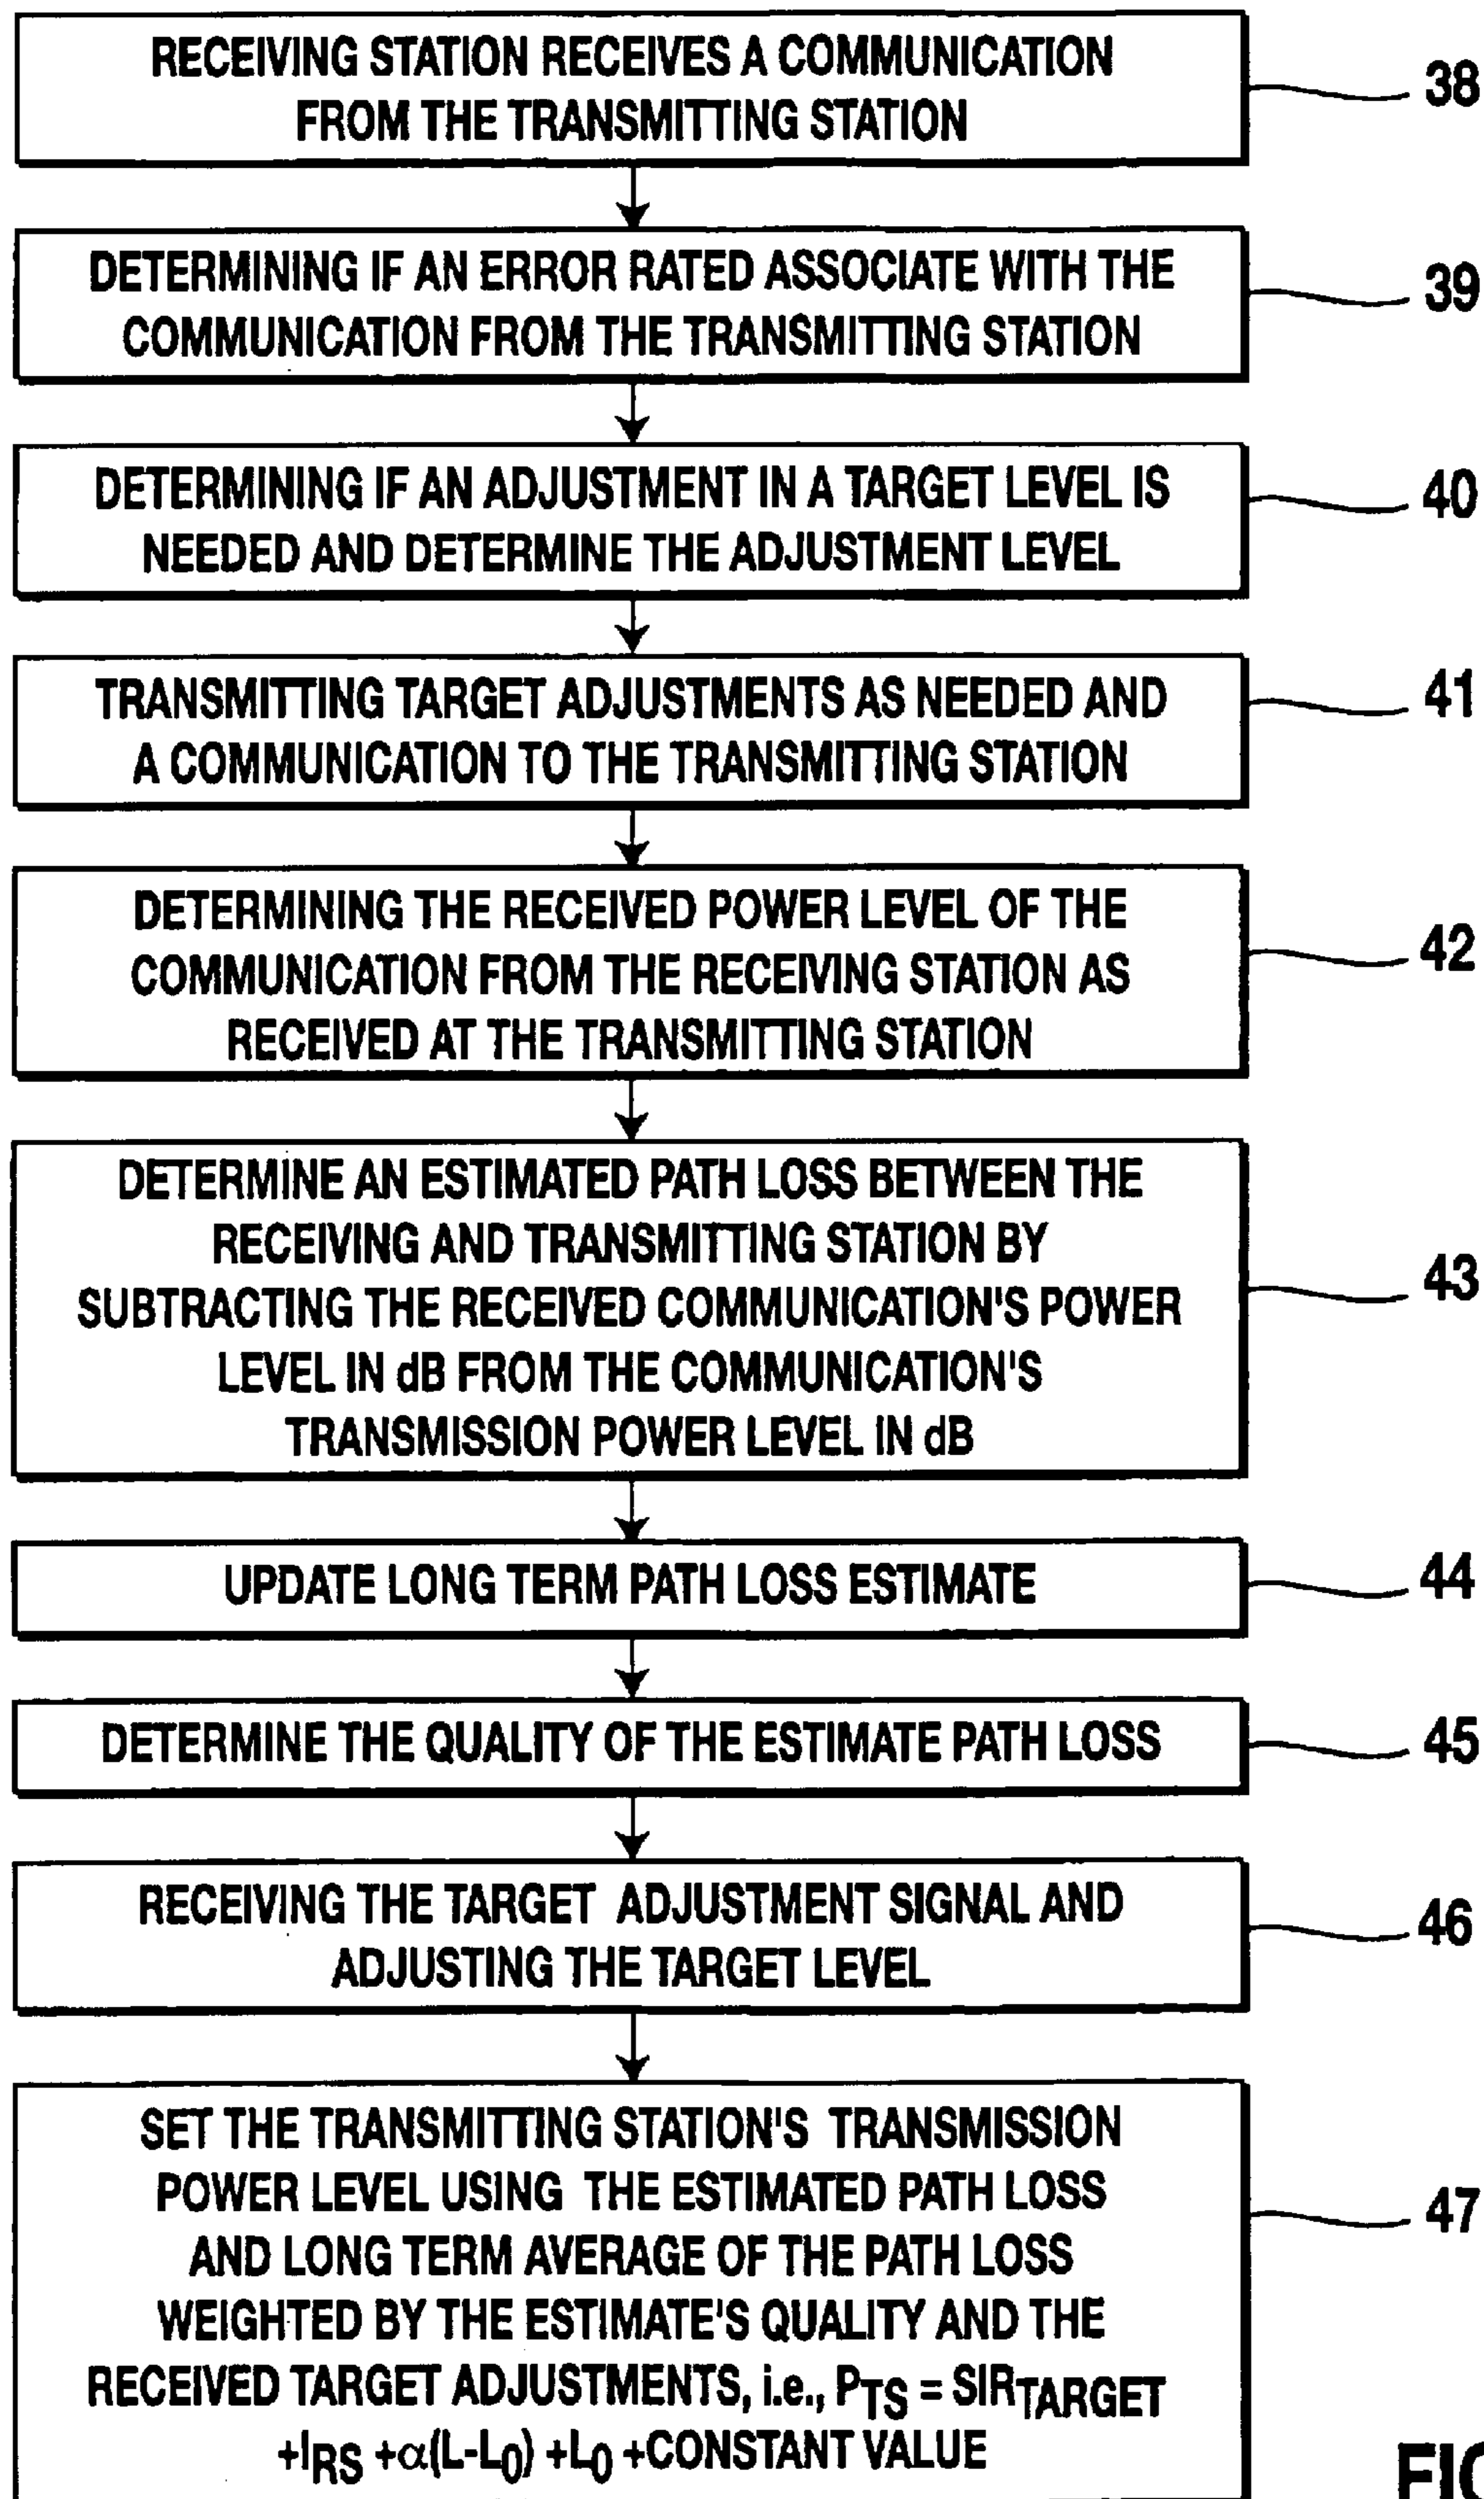 RECEIVING STATION RECEIVES A COMMUNICATION
FROM THE TRANSMITTING STATION
38
DETERMINING IF AN ERROR RATED ASSOCIATE WITH THE
COMMUNICATION FROM THE TRANSMITTING STATION
39
DETERMINING IF AN ADJUSTMENT IN A TARGET LEVEL IS
NEEDED AND DETERMINE THE ADJUSTMENT LEVEL
40
TRANSMITTING TARGET ADJUSTMENTS AS NEEDED AND
A COMMUNICATION TO THE TRANSMITTING STATION
41
DETERMINING THE RECEIVED POWER LEVEL OF THE
COMMUNICATION FROM THE RECEIVING STATION AS
RECEIVED AT THE TRANSMITTING STATION
42
DETERMINE AN ESTIMATED PATH LOSS BETWEEN THE
RECEIVING AND TRANSMITTING STATION BY
SUBTRACTING THE RECEIVED COMMUNICATION'S POWER
LEVEL IN dB FROM THE COMMUNICATION'S
TRANSMISSION POWER LEVEL IN dB
43
UPDATE LONG TERM PATH LOSS ESTIMATE
44
DETERMINE THE QUALITY OF THE ESTIMATE PATH LOSS
45
RECEIVING THE TARGET ADJUSTMENT SIGNAL AND
ADJUSTING THE TARGET LEVEL
46
SET THE TRANSMITTING STATION'S TRANSMISSION
POWER LEVEL USING THE ESTIMATED PATH LOSS
AND LONG TERM AVERAGE OF THE PATH LOSS
WEIGHTED BY THE ESTIMATE'S QUALITY AND THE
RECEIVED TARGET ADJUSTMENTS, i.e., PTS = SIRTARGET
+IRS +α(L-L0) +L0 +CONSTANT VALUE
47